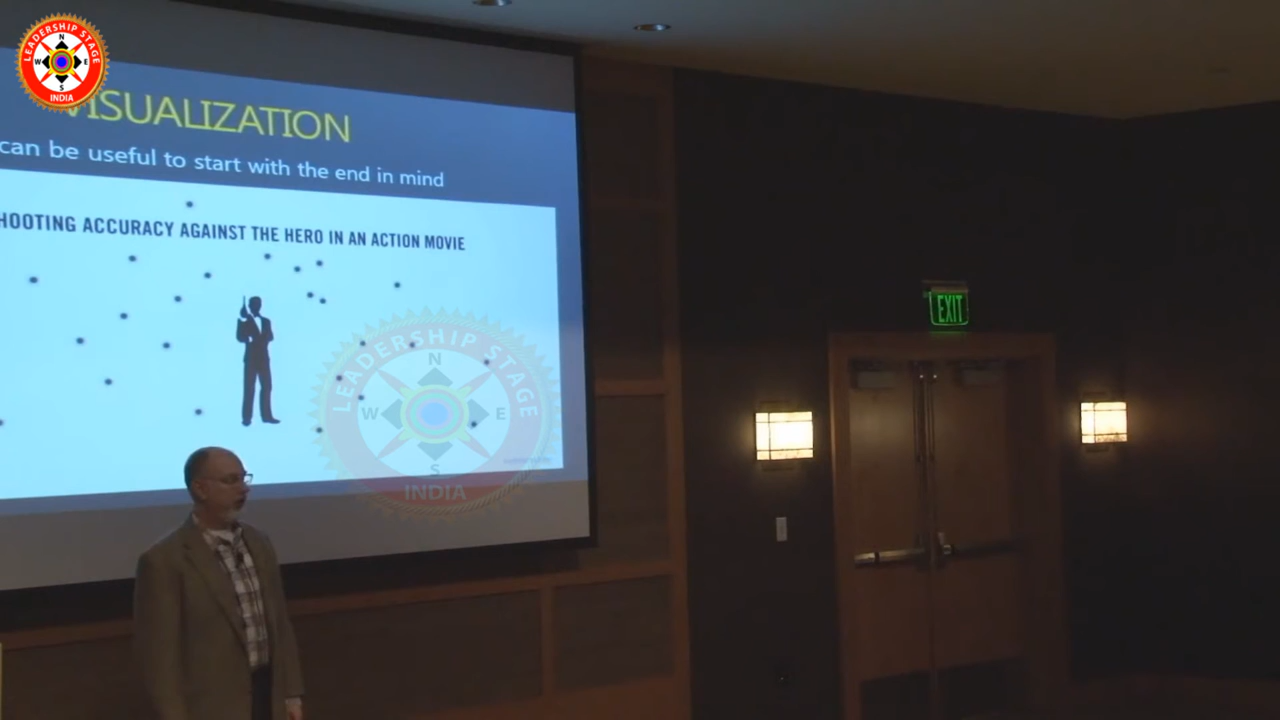 LEADERSHIP STAGE
N
W E
S
INDIA
VISUALIZATION
can be useful to start with the end in mind
HOOTING ACCURACY AGAINST THE HERO IN AN ACTION MOVIE
EXIT
LEADERSHIP STAGE
N
W E
S
INDIA